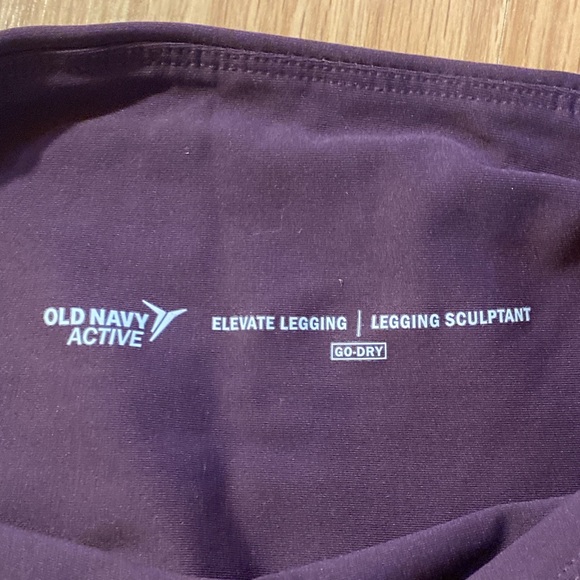 OLD NAVY
ACTIVE
ELEVATE LEGGING | LEGGING SCULPTANT
GO-DRY